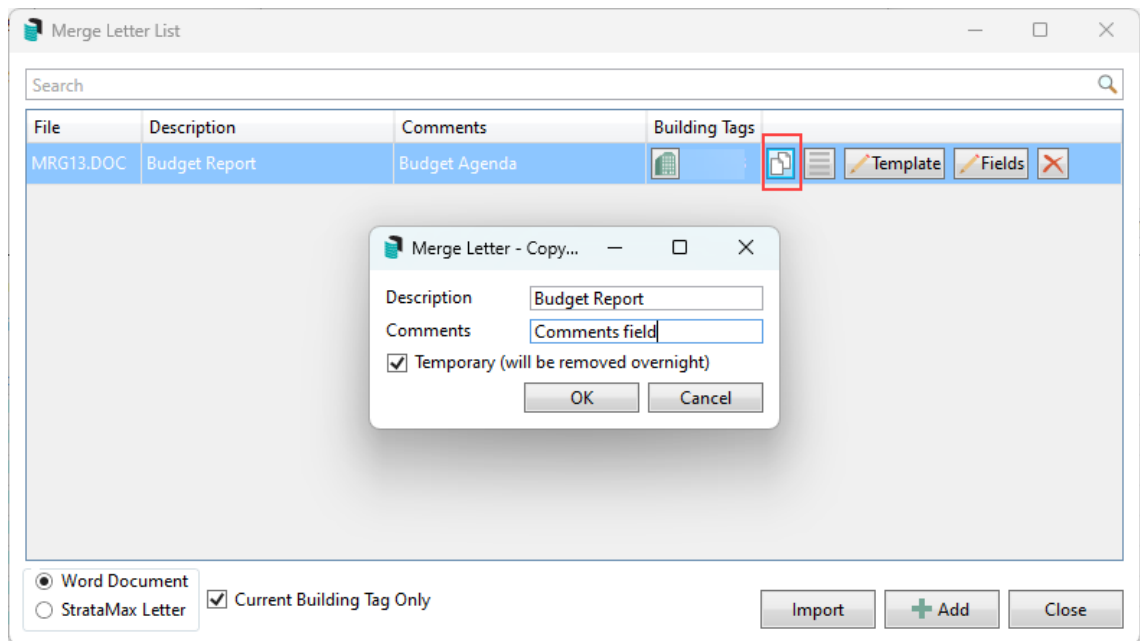 Merge Letter List
Search
File Description Comments Building Tags
MRG13.DOC Budget Report Budget Agenda Template Fields
Merge Letter - Copy...
Description Budget Report
Comments Comments field
Temporary (will be removed overnight)
OK Cancel
Word Document
StrataMax Letter
Current Building Tag Only
Import Add Close